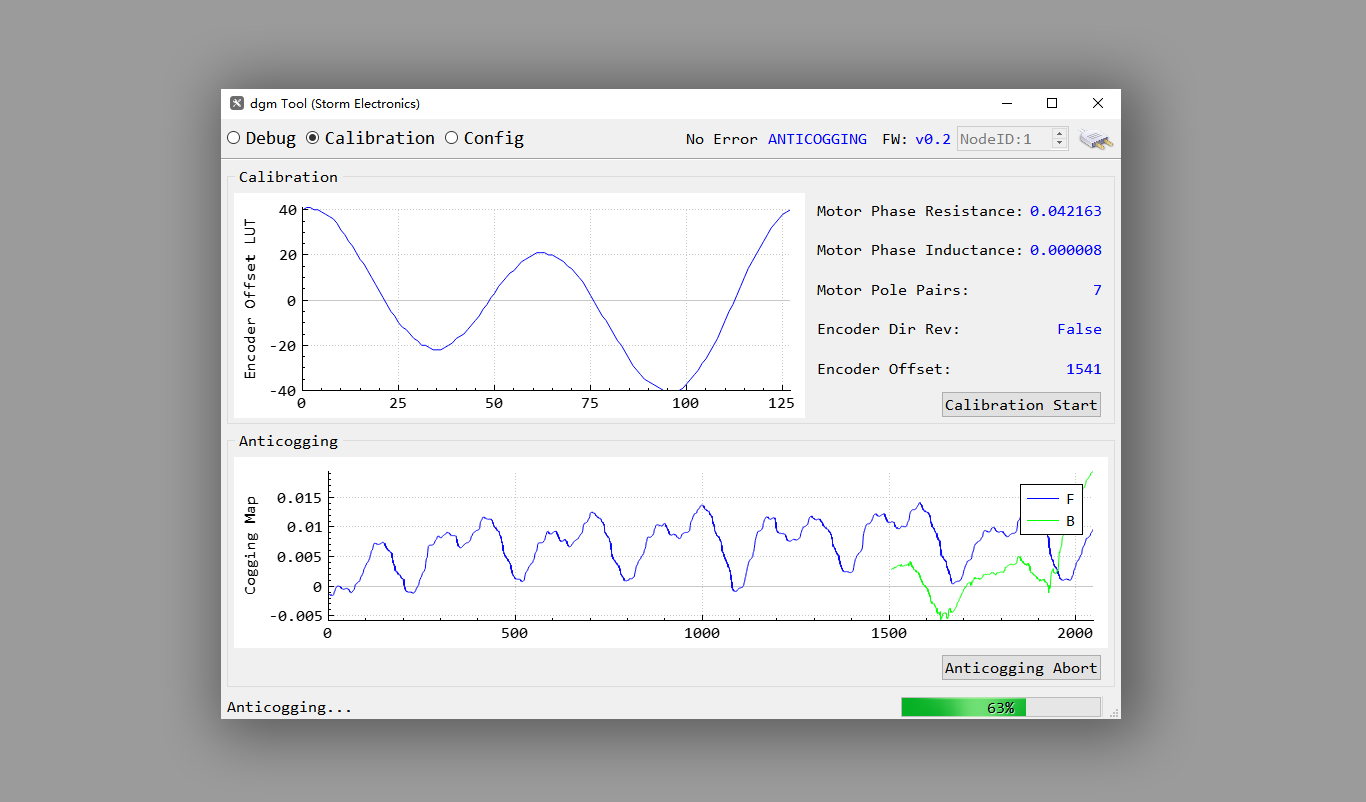 dgm Tool (Storm Electronics)
Debug Calibration Config No Error ANTICOGGING FW: v0.2 NodeID:1
Calibration
Encoder Offset LUT
40
20
0
-20
-40
0 25 50 75 100 125
Motor Phase Resistance: 0.042163
Motor Phase Inductance: 0.000008
Motor Pole Pairs: 7
Encoder Dir Rev: False
Encoder Offset: 1541
Calibration Start
Anticogging
Cogging Map
0.015
0.01
0.005
0
-0.005
0 500 1000 1500 2000
F
B
Anticogging Abort
Anticogging... 63%